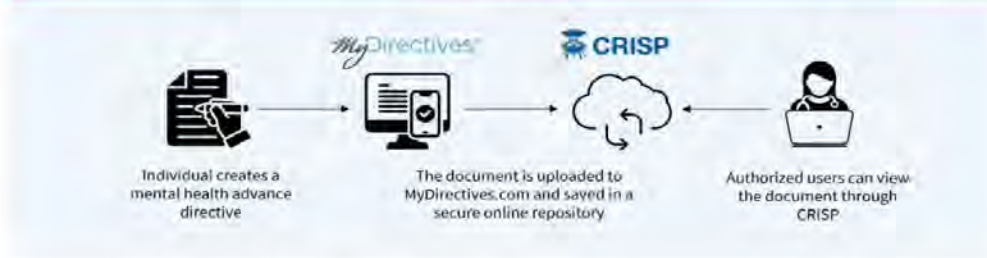 MyDirectives
CRISP
Individual creates a
mental health advance
directive
The document is uploaded to
MyDirectives.com and saved in a
secure online repository
Authorized users can view
the document through
CRISP